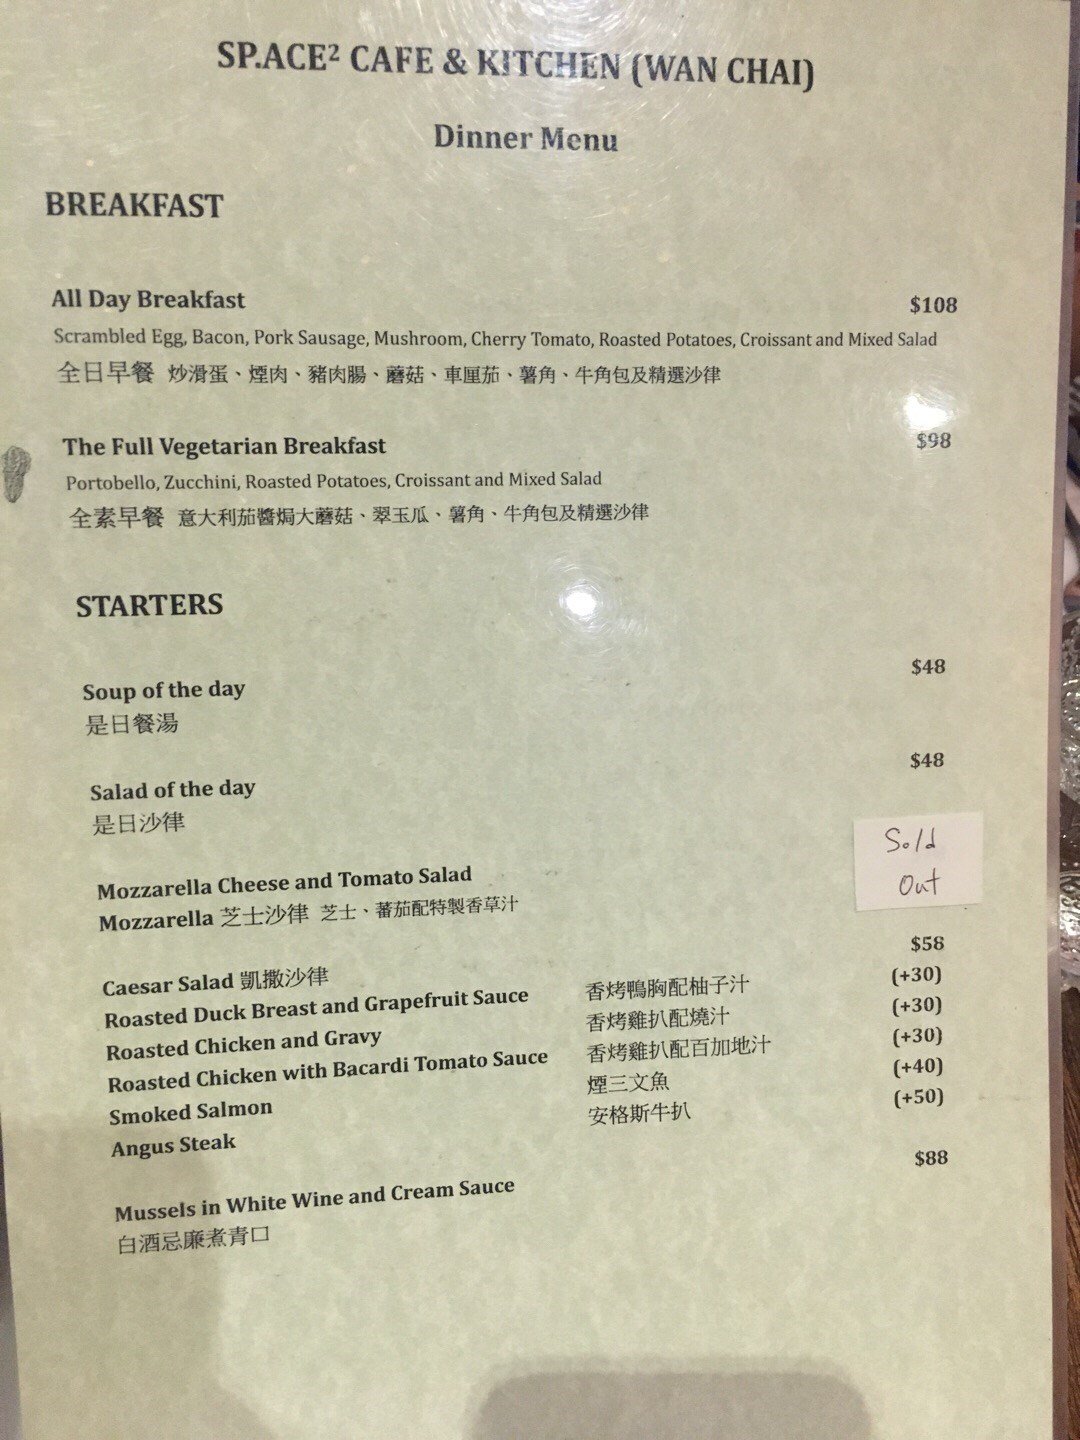 SP.ACE² CAFE & KITCHEN (WAN CHAI)
Dinner Menu
BREAKFAST
All Day Breakfast $108
Scrambled Egg, Bacon, Pork Sausage, Mushroom, Cherry Tomato, Roasted Potatoes, Croissant and Mixed Salad
全日早餐 炒滑蛋、煙肉、豬肉腸、蘑菇、車厘茄、薯角、牛角包及精選沙律
The Full Vegetarian Breakfast $98
Portobello, Zucchini, Roasted Potatoes, Croissant and Mixed Salad
全素早餐 意大利茄醬焗大蘑菇、翠玉瓜、薯角、牛角包及精選沙律
STARTERS
Soup of the day $48
是日餐湯
Salad of the day $48
是日沙律
Mozzarella Cheese and Tomato Salad Sold Out
Mozzarella 芝士沙律 芝士、蕃茄配特製香草汁
Caesar Salad 凱撒沙律 $58
Roasted Duck Breast and Grapefruit Sauce 香烤鴨胸配柚子汁 (+30)
Roasted Chicken and Gravy 香烤雞扒配燒汁 (+30)
Roasted Chicken with Bacardi Tomato Sauce 香烤雞扒配百加地汁 (+30)
Smoked Salmon 煙三文魚 (+40)
Angus Steak 安格斯牛扒 (+50)
Mussels in White Wine and Cream Sauce $88
白酒忌廉煮青口